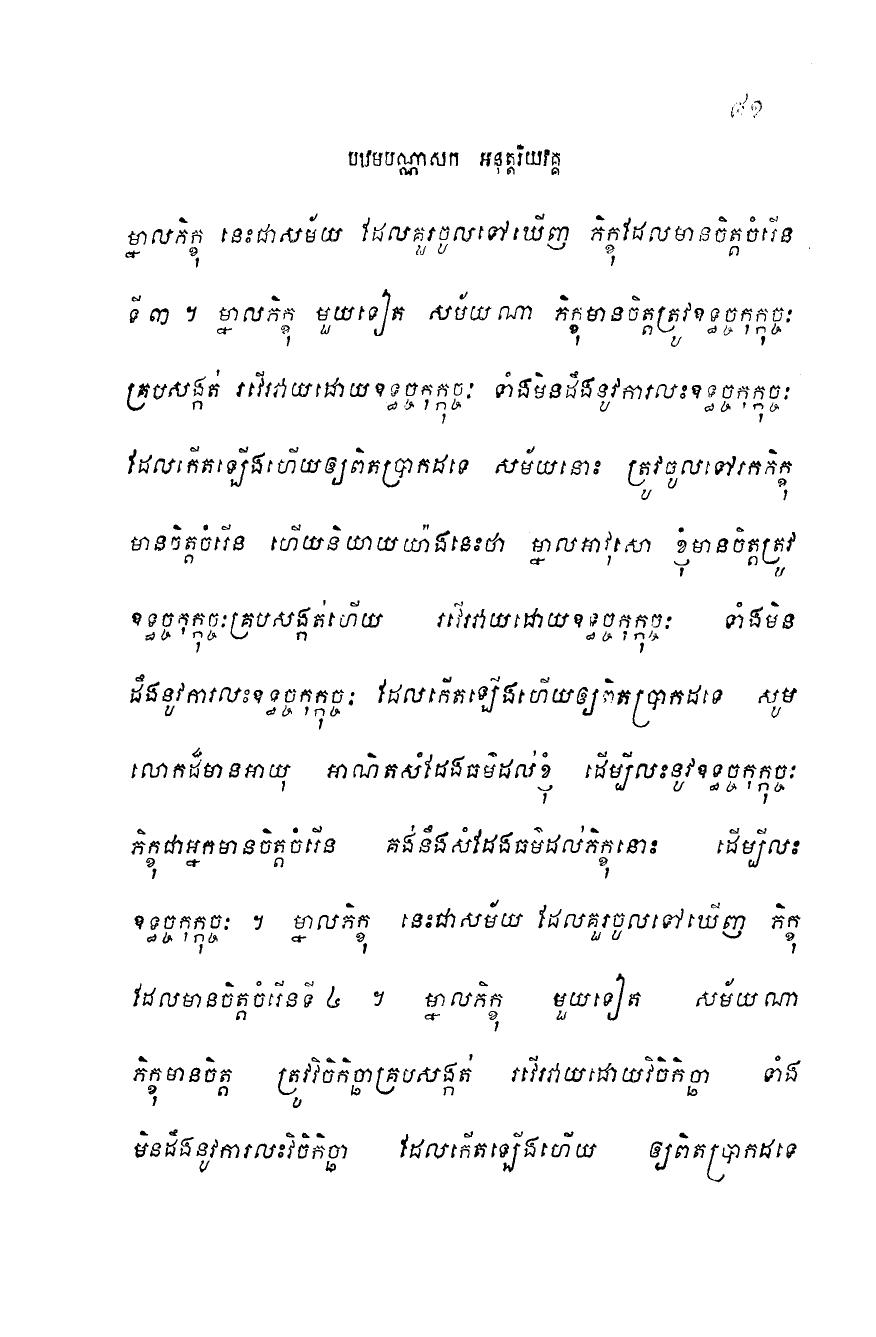 ៩១
បឋមបណ្ណាសក អនុត្តរិយវគ្គ
ម្នាលភិក្ខុ នេះជាសម័យ ដែលគួរចូលទៅឃើញ ភិក្ខុដែលមានចិត្តចំរើន
ទី ៣ ។ ម្នាលភិក្ខុ មួយទៀត សម័យណា ភិក្ខុមានចិត្តត្រូវឧទ្ធច្ចកុក្កុច្ចៈ
គ្របសង្កត់ រវើរវាយដោយឧទ្ធច្ចកុក្កុច្ចៈ ទាំងមិនដឹងនូវការលះឧទ្ធច្ចកុក្កុច្ចៈ
ដែលកើតឡើងហើយឲ្យពិតប្រាកដទេ សម័យនោះ ត្រូវចូលទៅរកភិក្ខុ
មានចិត្តចំរើន ហើយនិយាយយ៉ាងនេះថា ម្នាលអាវុសោ ខ្ញុំមានចិត្តត្រូវ
ឧទ្ធច្ចកុក្កុច្ចៈគ្របសង្កត់ហើយ រវើរវាយដោយឧទ្ធច្ចកុក្កុច្ចៈ ទាំងមិន
ដឹងនូវការលះឧទ្ធច្ចកុក្កុច្ចៈ ដែលកើតឡើងហើយឲ្យពិតប្រាកដទេ សូម
លោកដ៏មានអាយុ អាណិតសំដែងធម៌ដល់ខ្ញុំ ដើម្បីលះនូវឧទ្ធច្ចកុក្កុច្ចៈ
ភិក្ខុជាអ្នកមានចិត្តចំរើន គង់នឹងសំដែងធម៌ដល់ភិក្ខុនោះ ដើម្បីលះ
ឧទ្ធច្ចកុក្កុច្ចៈ ។ ម្នាលភិក្ខុ នេះជាសម័យ ដែលគួរចូលទៅឃើញ ភិក្ខុ
ដែលមានចិត្តចំរើនទី ៤ ។ ម្នាលភិក្ខុ មួយទៀត សម័យណា
ភិក្ខុមានចិត្ត ត្រូវវិចិកិច្ឆាគ្របសង្កត់ រវើរវាយដោយវិចិកិច្ឆា ទាំង
មិនដឹងនូវការលះវិចិកិច្ឆា ដែលកើតឡើងហើយ ឲ្យពិតប្រាកដទេ